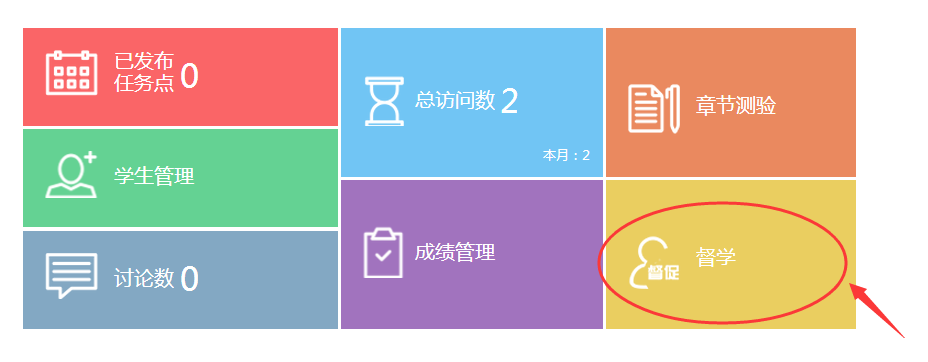 已发布
任务点 0
学生管理
讨论数 0
总访问数 2
本月：2
成绩管理
章节测验
督促
督学